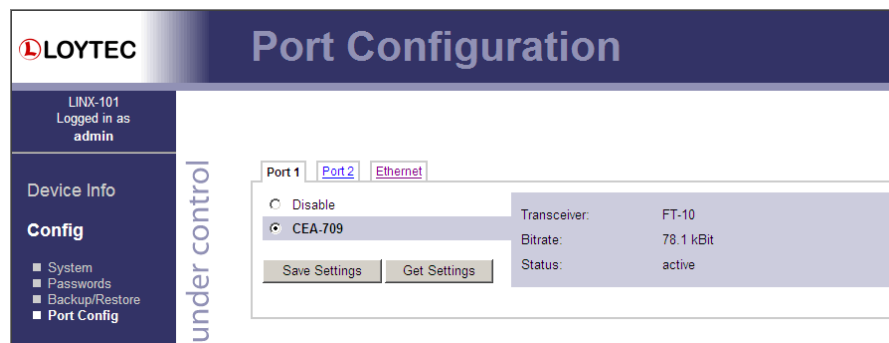 LOYTEC
Port Configuration
LINX-101
Logged in as
admin
under control
Device Info
Config
System
Passwords
Backup/Restore
Port Config
Port 1 Port 2 Ethernet
Disable
CEA-709
Save Settings Get Settings
Transceiver: FT-10
Bitrate: 78.1 kBit
Status: active